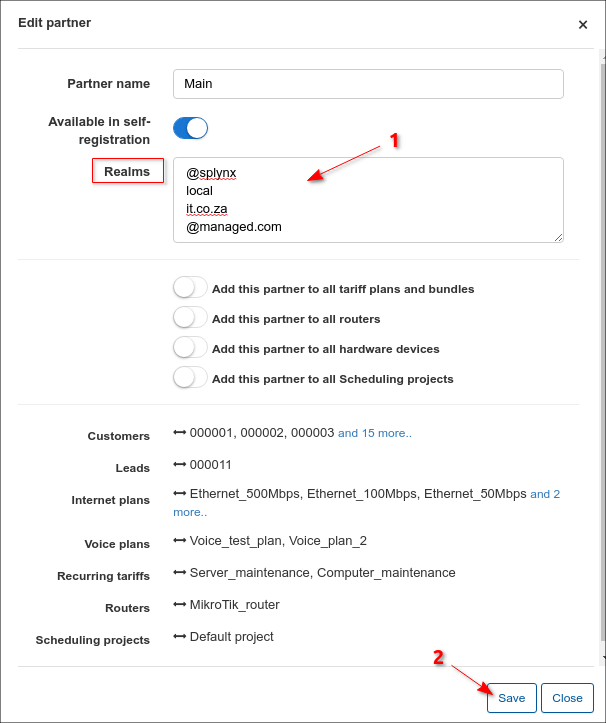 Edit partner
×
Partner name
Main
Available in self-
registration
1
Realms
@splynx
local
it.co.za
@managed.com
Add this partner to all tariff plans and bundles
Add this partner to all routers
Add this partner to all hardware devices
Add this partner to all Scheduling projects
Customers
000001, 000002, 000003 and 15 more..
Leads
000011
Internet plans
Ethernet_500Mbps, Ethernet_100Mbps, Ethernet_50Mbps and 2
more..
Voice plans
Voice_test_plan, Voice_plan_2
Recurring tariffs
Server_maintenance, Computer_maintenance
Routers
MikroTik_router
Scheduling projects
Default project
2
Save
Close